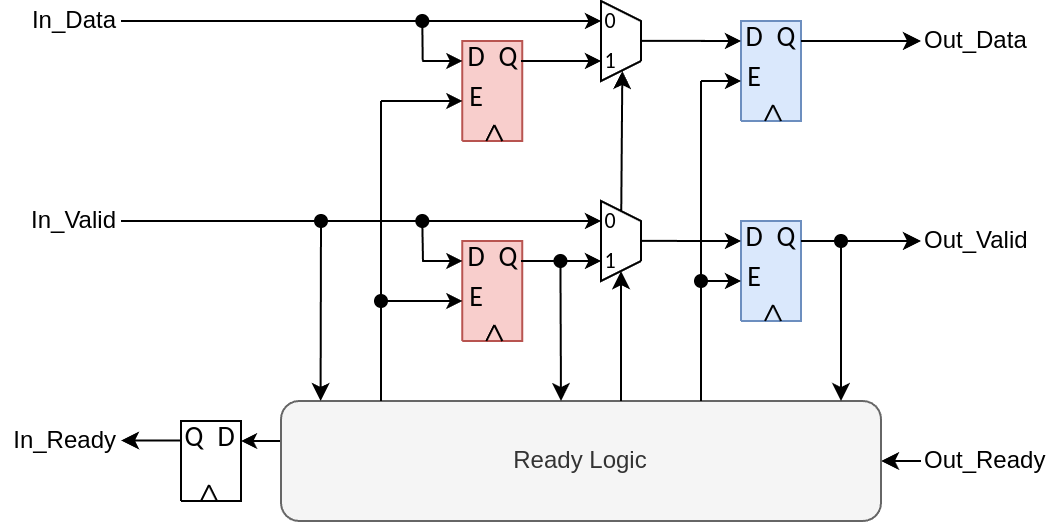 In_Data
0
D Q
1
E
D Q
E
Out_Data
In_Valid
0
D Q
1
E
D Q
E
Out_Valid
In_Ready
Q D
Ready Logic
Out_Ready